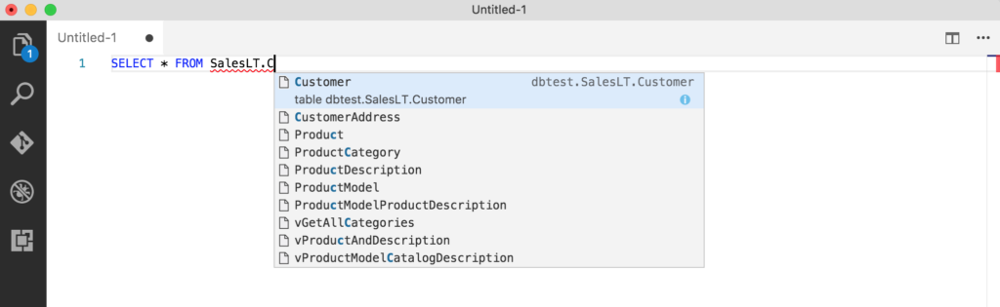 Untitled-1
Untitled-1
1
1 SELECT * FROM SalesLT.C
Customer dbtest.SalesLT.Customer
table dbtest.SalesLT.Customer
CustomerAddress
Product
ProductCategory
ProductDescription
ProductModel
ProductModelProductDescription
vGetAllCategories
vProductAndDescription
vProductModelCatalogDescription